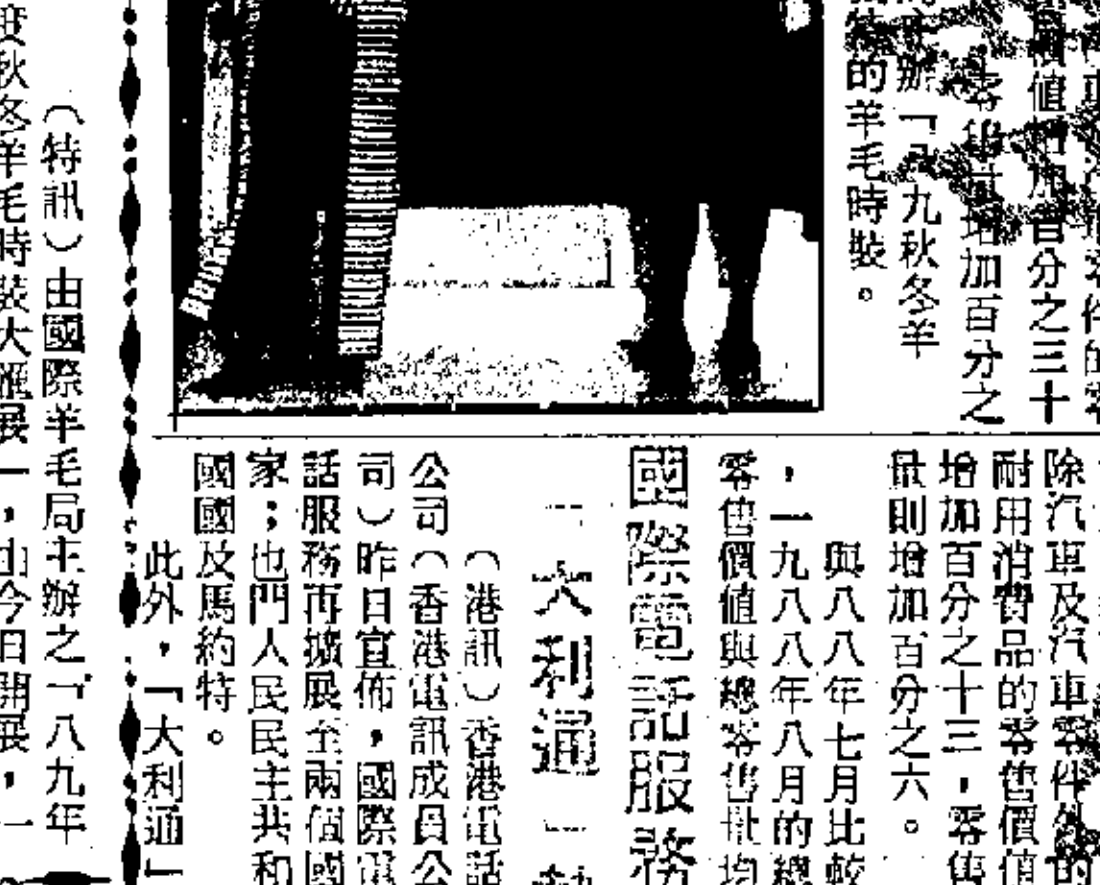 的羊毛時裝。
九秋冬羊
增加百分之
百分之三十
除汽車及汽車零件外的
耐用消費品的零售價值
增加百分之十三，零售
量則增加百分之六。
與八八年七月比較
，一九八八年八月的總
零售價值與總零售量均
國際電話服務
大利通
（港訊）香港電話
公司（香港電訊成員公
司）昨日宣佈，國際電
話服務再擴展至兩個國
家；也門人民民主共和
國國及馬約特。
此外，「大利通」
（特訊）由國際羊毛局主辦之「八九年
度秋冬羊毛時裝大匯展」，由今日開展，